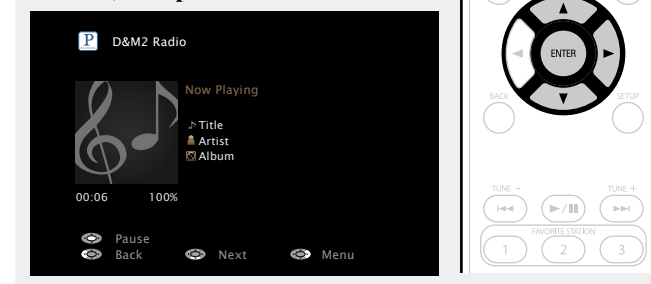 P D&M2 Radio
Now Playing
Title
Artist
Album
00:06 100%
Pause
Back Next Menu
ENTER
BACK SETUP
TUNE - TUNE +
FAVORITE STATION
1 2 3